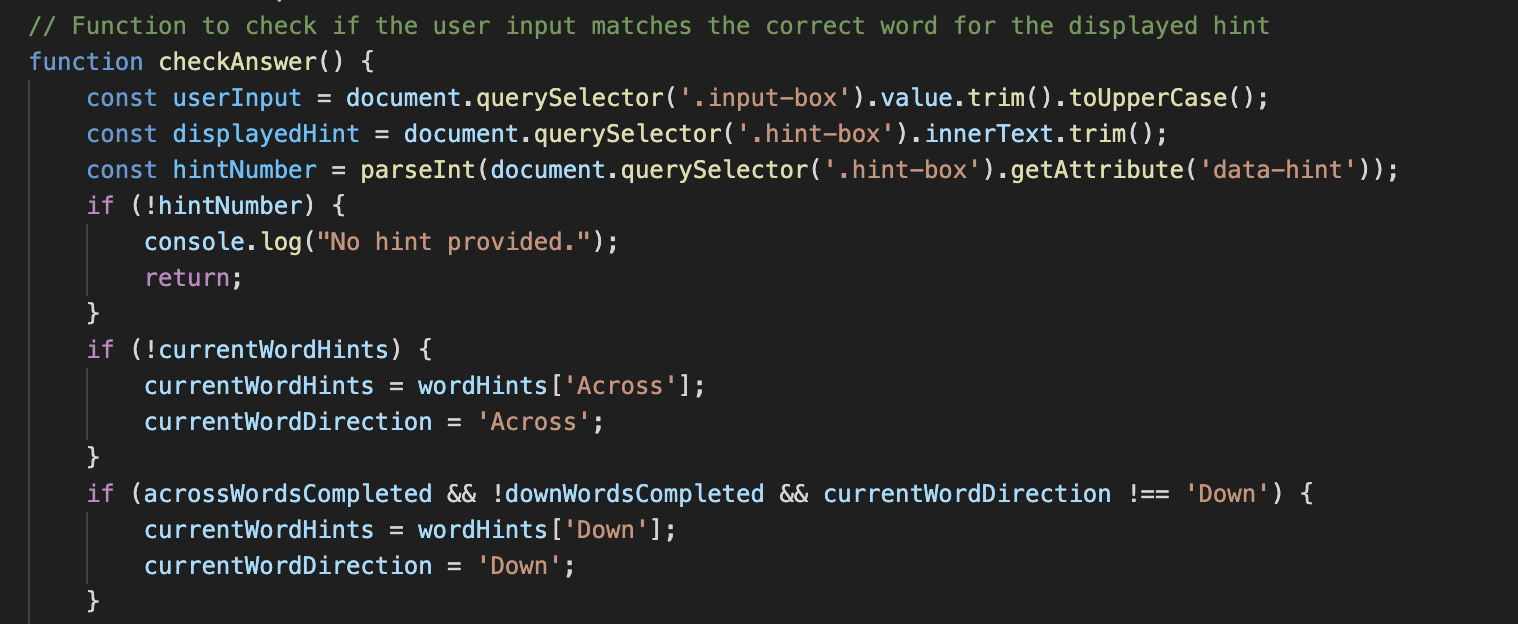 // Function to check if the user input matches the correct word for the displayed hint
function checkAnswer() {
    const userInput = document.querySelector('.input-box').value.trim().toUpperCase();
    const displayedHint = document.querySelector('.hint-box').innerText.trim();
    const hintNumber = parseInt(document.querySelector('.hint-box').getAttribute('data-hint'));
    if (!hintNumber) {
        console.log("No hint provided.");
        return;
    }
    if (!currentWordHints) {
        currentWordHints = wordHints['Across'];
        currentWordDirection = 'Across';
    }
    if (acrossWordsCompleted && !downWordsCompleted && currentWordDirection !== 'Down') {
        currentWordHints = wordHints['Down'];
        currentWordDirection = 'Down';
    }